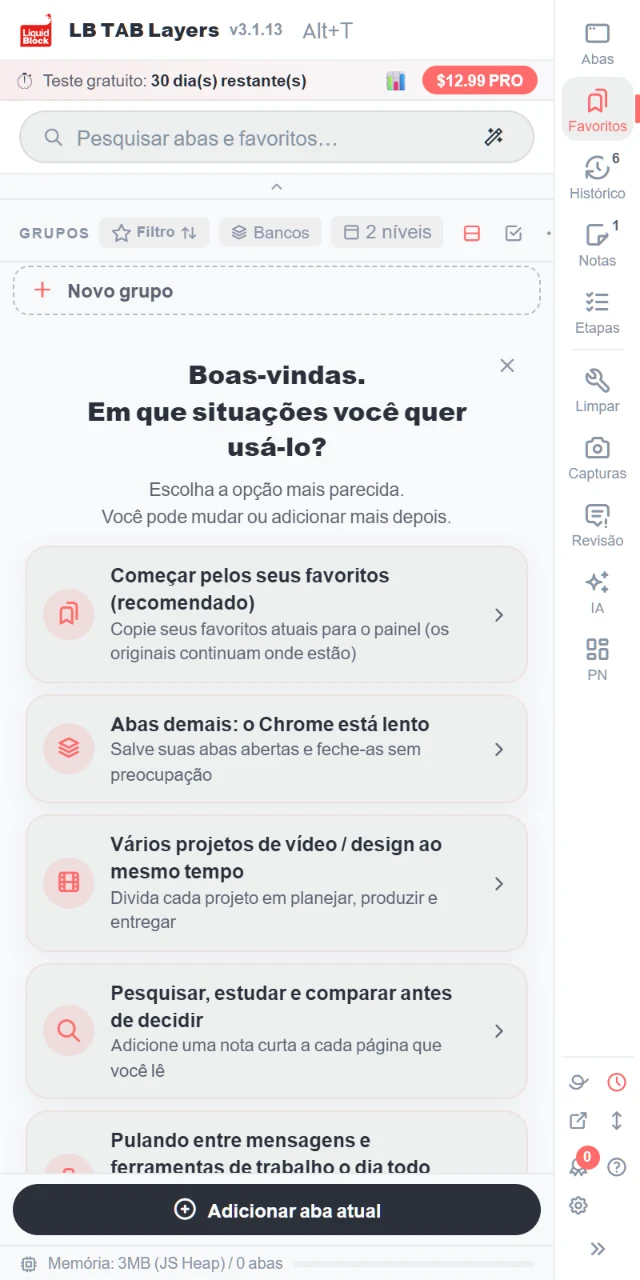 Liquid
Block
LB TAB Layers v3.1.13 Alt+T
Teste gratuito: 30 dia(s) restante(s)
$12.99 PRO
Pesquisar abas e favoritos…
GRUPOS
Filtro
Bancos
2 níveis
Novo grupo
Boas-vindas.
Em que situações você quer
usá-lo?
Escolha a opção mais parecida.
Você pode mudar ou adicionar mais depois.
Começar pelos seus favoritos
(recomendado)
Copie seus favoritos atuais para o painel (os
originais continuam onde estão)
Abas demais: o Chrome está lento
Salve suas abas abertas e feche-as sem
preocupação
Vários projetos de vídeo / design ao
mesmo tempo
Divida cada projeto em planejar, produzir e
entregar
Pesquisar, estudar e comparar antes
de decidir
Adicione uma nota curta a cada página que
você lê
Pulando entre mensagens e
ferramentas de trabalho o dia todo
Adicionar aba atual
Memória: 3MB (JS Heap) / 0 abas
Abas
Favoritos
6
Histórico
1
Notas
Etapas
Limpar
Capturas
Revisão
IA
PN
0